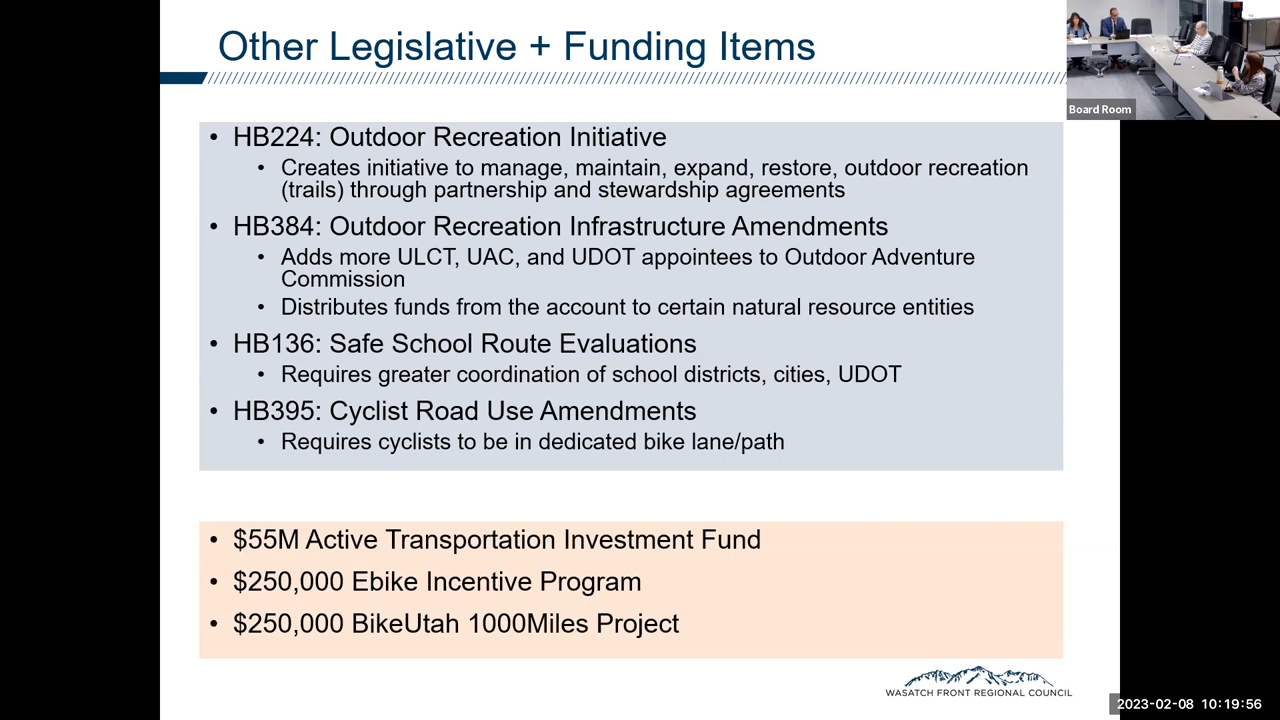 Other Legislative + Funding Items
Board Room
• HB224: Outdoor Recreation Initiative
• Creates initiative to manage, maintain, expand, restore, outdoor recreation
(trails) through partnership and stewardship agreements
• HB384: Outdoor Recreation Infrastructure Amendments
• Adds more ULCT, UAC, and UDOT appointees to Outdoor Adventure
Commission
• Distributes funds from the account to certain natural resource entities
• HB136: Safe School Route Evaluations
• Requires greater coordination of school districts, cities, UDOT
• HB395: Cyclist Road Use Amendments
• Requires cyclists to be in dedicated bike lane/path
• $55M Active Transportation Investment Fund
• $250,000 Ebike Incentive Program
• $250,000 BikeUtah 1000Miles Project
WASATCH FRONT REGIONAL COUNCIL
2023-02-08 10:19:56